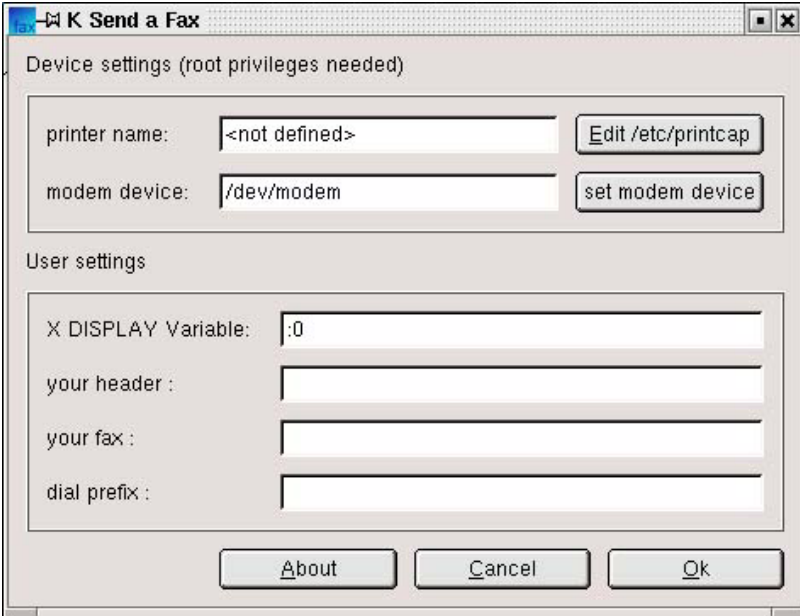 fax K Send a Fax
Device settings (root privileges needed)
printer name: <not defined> Edit /etc/printcap
modem device: /dev/modem set modem device
User settings
X DISPLAY Variable: :0
your header :
your fax :
dial prefix :
About Cancel Ok